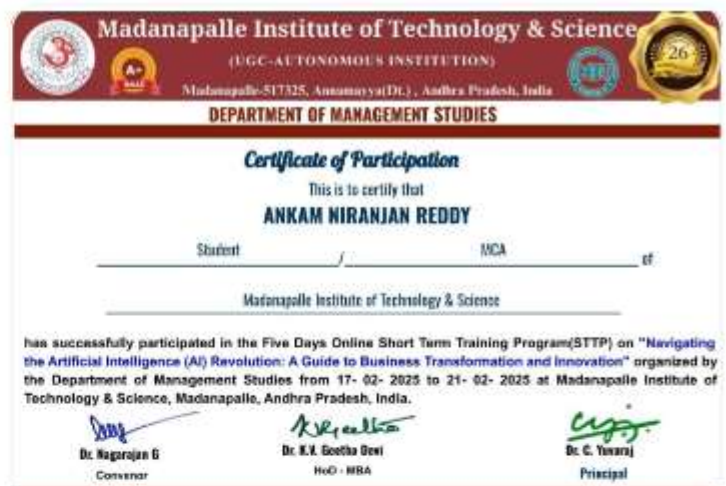 Madanapalle Institute of Technology & Science
(UGC-AUTONOMOUS INSTITUTION)
Madanapalle-517325, Annamayya(Dt.) , Andhra Pradesh, India
A+
26
DEPARTMENT OF MANAGEMENT STUDIES
Certificate of Participation
This is to certify that
ANKAM NIRANJAN REDDY
Student / MCA of
Madanapalle Institute of Technology & Science
has successfully participated in the Five Days Online Short Term Training Program(STTP) on "Navigating
the Artificial Intelligence (AI) Revolution: A Guide to Business Transformation and Innovation" organized by
the Department of Management Studies from 17- 02- 2025 to 21- 02- 2025 at Madanapalle Institute of
Technology & Science, Madanapalle, Andhra Pradesh, India.
Dr. Nagarajan G Dr. K.V. Geetha Devi Dr. C. Yuvaraj
Convenor HoD - MBA Principal